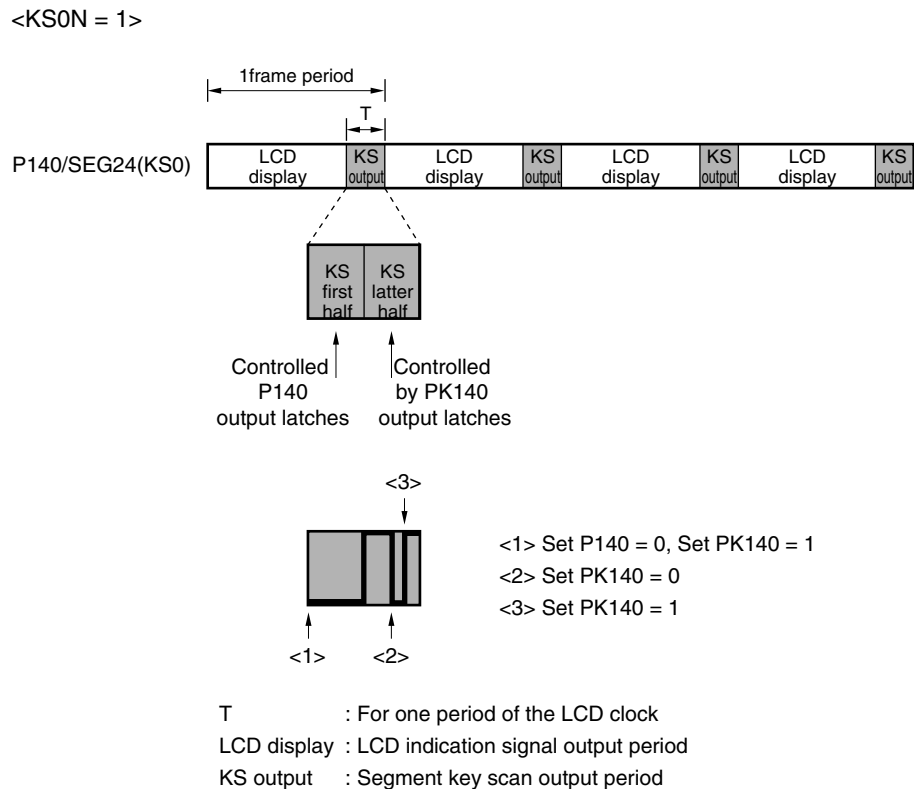 <KS0N = 1>
1frame period
T
P140/SEG24(KS0)
LCD display
KS output
LCD display
KS output
LCD display
KS output
LCD display
KS output
KS first half
KS latter half
Controlled P140 output latches
Controlled by PK140 output latches
<3>
<1> Set P140 = 0, Set PK140 = 1
<2> Set PK140 = 0
<3> Set PK140 = 1
<1>
<2>
T : For one period of the LCD clock
LCD display : LCD indication signal output period
KS output : Segment key scan output period